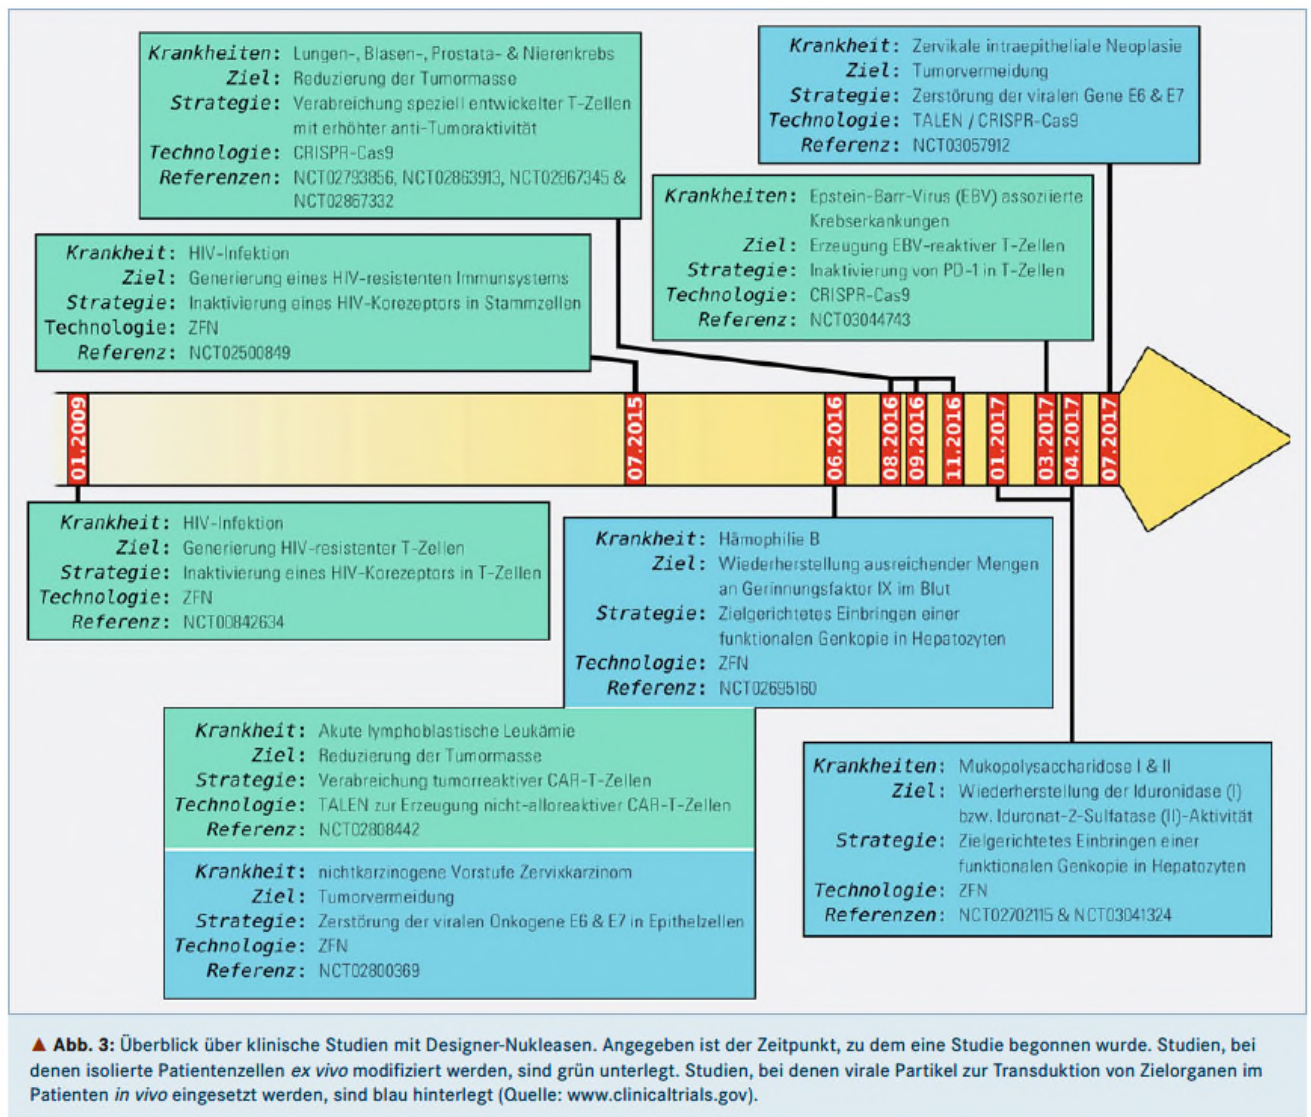 Krankheiten: Lungen-, Blasen-, Prostata- & Nierenkrebs
Ziel: Reduzierung der Tumormasse
Strategie: Verabreichung speziell entwickelter T-Zellen
mit erhöhter anti-Tumoraktivität
Technologie: CRISPR-Cas9
Referenzen: NCT02793856, NCT02863913, NCT02867345 &
NCT02867332
Krankheit: Zervikale intraepitheliale Neoplasie
Ziel: Tumorvermeidung
Strategie: Zerstörung der viralen Gene E6 & E7
Technologie: TALEN / CRISPR-Cas9
Referenz: NCT03057912
Krankheiten: Epstein-Barr-Virus (EBV) assoziierte
Krebserkankungen
Ziel: Erzeugung EBV-reaktiver T-Zellen
Strategie: Inaktivierung von PD-1 in T-Zellen
Technologie: CRISPR-Cas9
Referenz: NCT03044743
Krankheit: HIV-Infektion
Ziel: Generierung eines HIV-resistenten Immunsystems
Strategie: Inaktivierung eines HIV-Korezeptors in Stammzellen
Technologie: ZFN
Referenz: NCT02500849
01.2009
07.2015
06.2016
08.2016
09.2016
11.2016
01.2017
03.2017
04.2017
07.2017
Krankheit: HIV-Infektion
Ziel: Generierung HIV-resistenter T-Zellen
Strategie: Inaktivierung eines HIV-Korezeptors in T-Zellen
Technologie: ZFN
Referenz: NCT00842634
Krankheit: Hämophilie B
Ziel: Wiederherstellung ausreichender Mengen
an Gerinnungsfaktor IX im Blut
Strategie: Zielgerichtetes Einbringen einer
funktionalen Genkopie in Hepatozyten
Technologie: ZFN
Referenz: NCT02695160
Krankheit: Akute lymphoblastische Leukämie
Ziel: Reduzierung der Tumormasse
Strategie: Verabreichung tumorreaktiver CAR-T-Zellen
Technologie: TALEN zur Erzeugung nicht-alloreaktiver CAR-T-Zellen
Referenz: NCT02808442
Krankheit: nichtkarzinogene Vorstufe Zervixkarzinom
Ziel: Tumorvermeidung
Strategie: Zerstörung der viralen Onkogene E6 & E7 in Epithelzellen
Technologie: ZFN
Referenz: NCT02800369
Krankheiten: Mukopolysaccharidose I & II
Ziel: Wiederherstellung der Iduronidase (I)
bzw. Iduronat-2-Sulfatase (II)-Aktivität
Strategie: Zielgerichtetes Einbringen einer
funktionalen Genkopie in Hepatozyten
Technologie: ZFN
Referenzen: NCT02702115 & NCT03041324
▲ Abb. 3: Überblick über klinische Studien mit Designer-Nukleasen. Angegeben ist der Zeitpunkt, zu dem eine Studie begonnen wurde. Studien, bei
denen isolierte Patientenzellen ex vivo modifiziert werden, sind grün unterlegt. Studien, bei denen virale Partikel zur Transduktion von Zielorganen im
Patienten in vivo eingesetzt werden, sind blau hinterlegt (Quelle: www.clinicaltrials.gov).